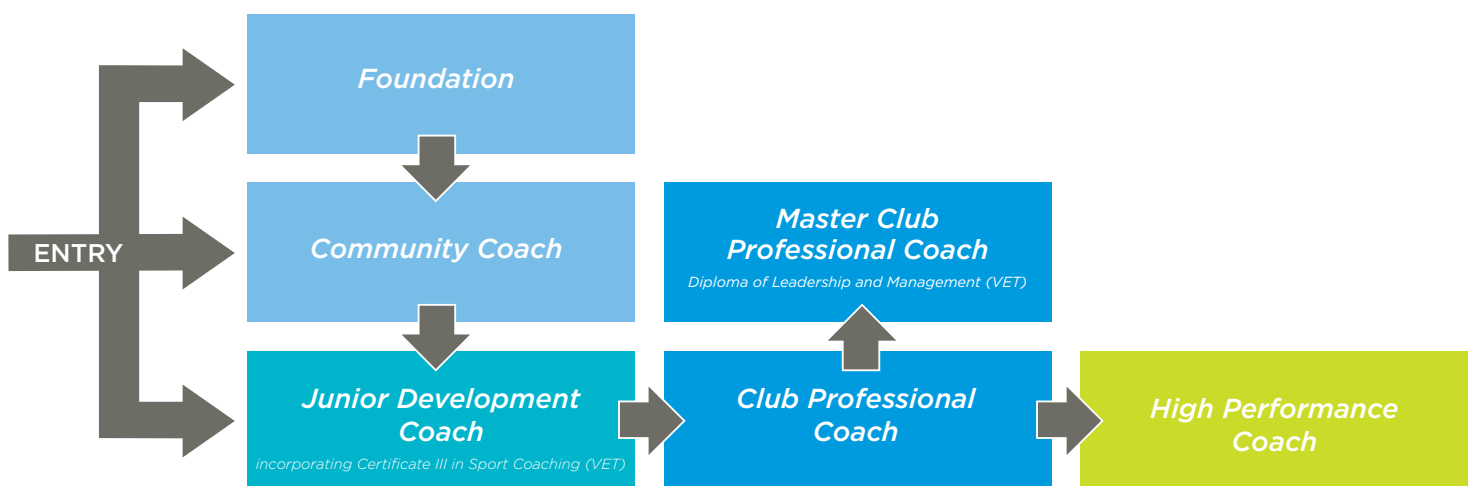 Foundation
ENTRY
Community Coach
Master Club
Professional Coach
Diploma of Leadership and Management (VET)
Junior Development
Coach
incorporating Certificate III in Sport Coaching (VET)
Club Professional
Coach
High Performance
Coach